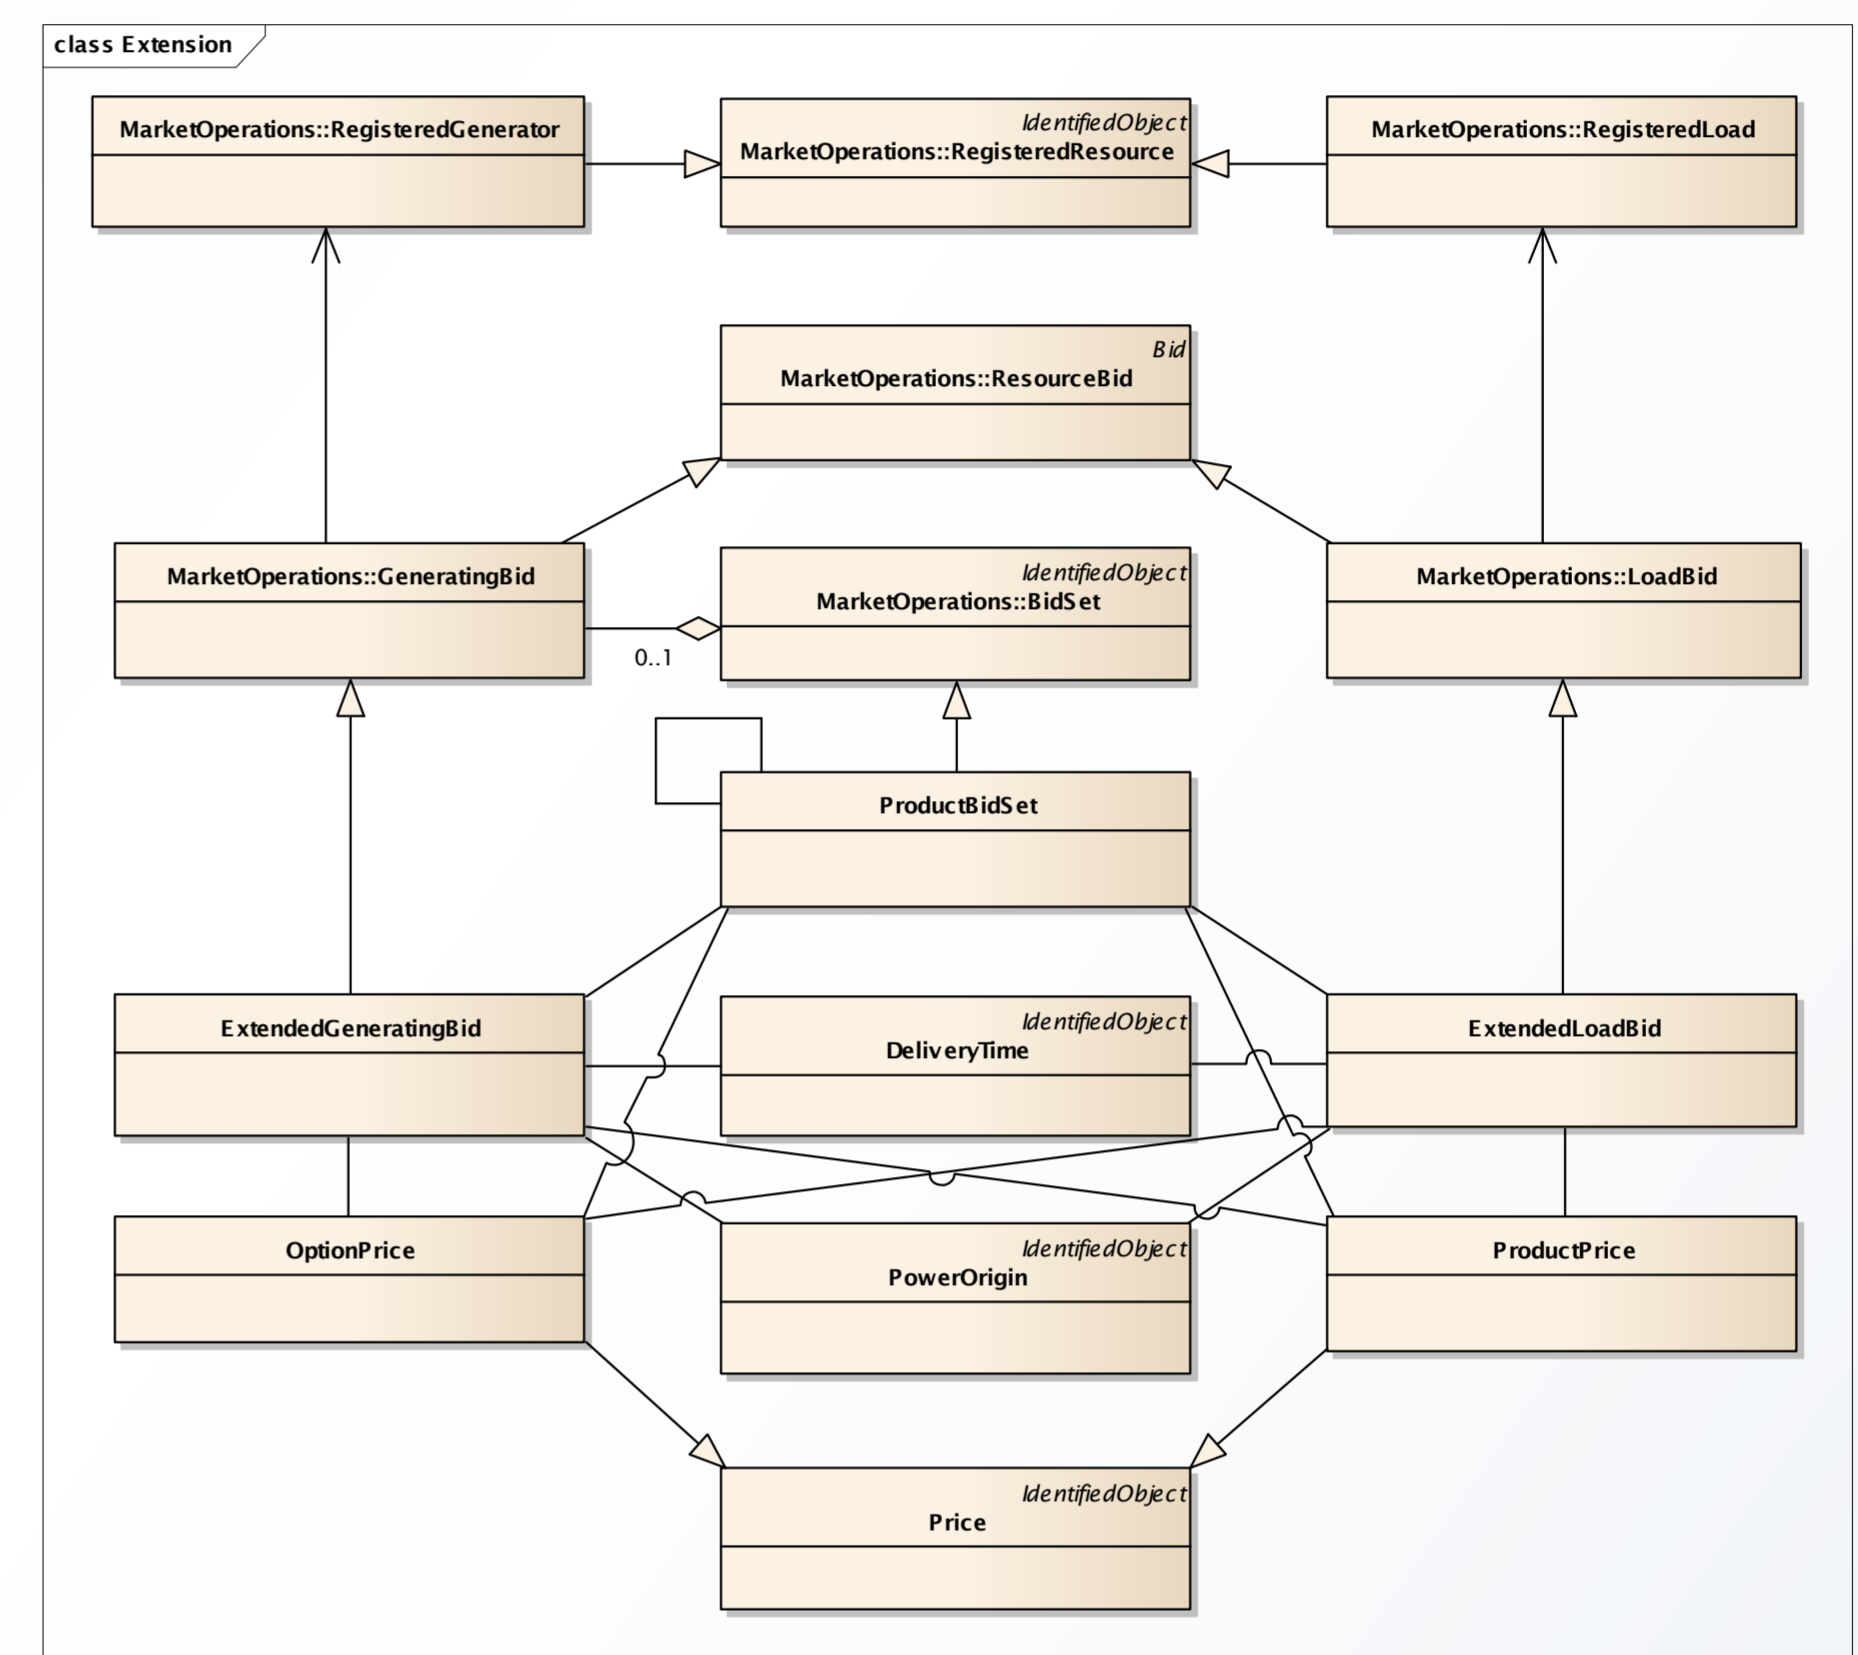 class Extension
MarketOperations::RegisteredGenerator
IdentifiedObject
MarketOperations::RegisteredResource
MarketOperations::RegisteredLoad
Bid
MarketOperations::ResourceBid
MarketOperations::GeneratingBid
IdentifiedObject
MarketOperations::BidSet
MarketOperations::LoadBid
0..1
ProductBidSet
ExtendedGeneratingBid
IdentifiedObject
DeliveryTime
ExtendedLoadBid
OptionPrice
IdentifiedObject
PowerOrigin
ProductPrice
IdentifiedObject
Price